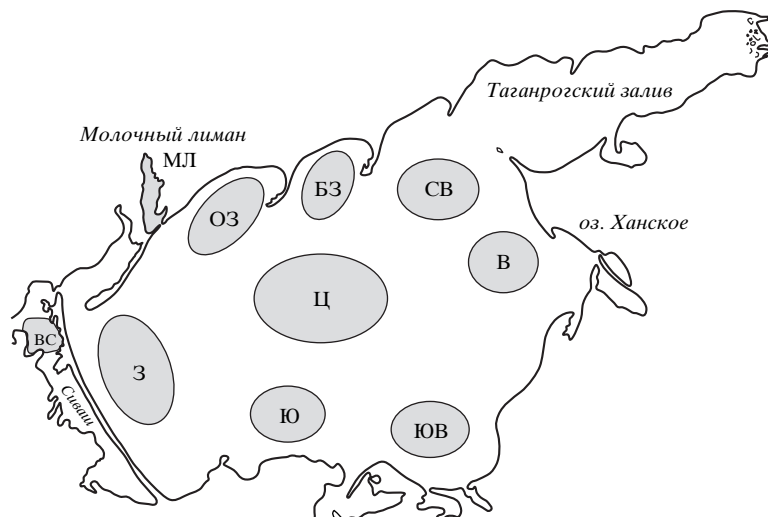 Таганрогский залив
Молочный лиман
МЛ
БЗ
СВ
ОЗ
оз. Ханское
В
Ц
ВС
З
Сиваш
Ю
ЮВ